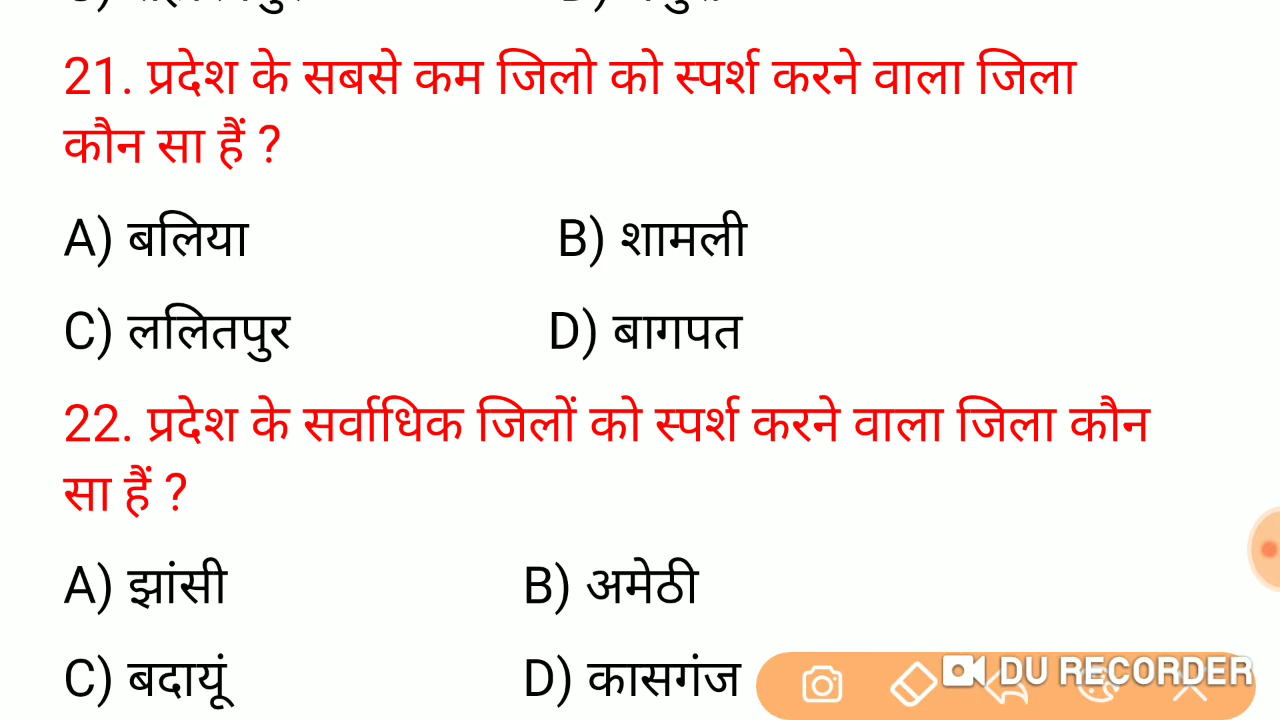 21. प्रदेश के सबसे कम जिलो को स्पर्श करने वाला जिला
कौन सा हैं ?
A) बलिया B) शामली
C) ललितपुर D) बागपत
22. प्रदेश के सर्वाधिक जिलों को स्पर्श करने वाला जिला कौन
सा हैं ?
A) झांसी B) अमेठी
C) बदायूं D) कासगंज
DU RECORDER